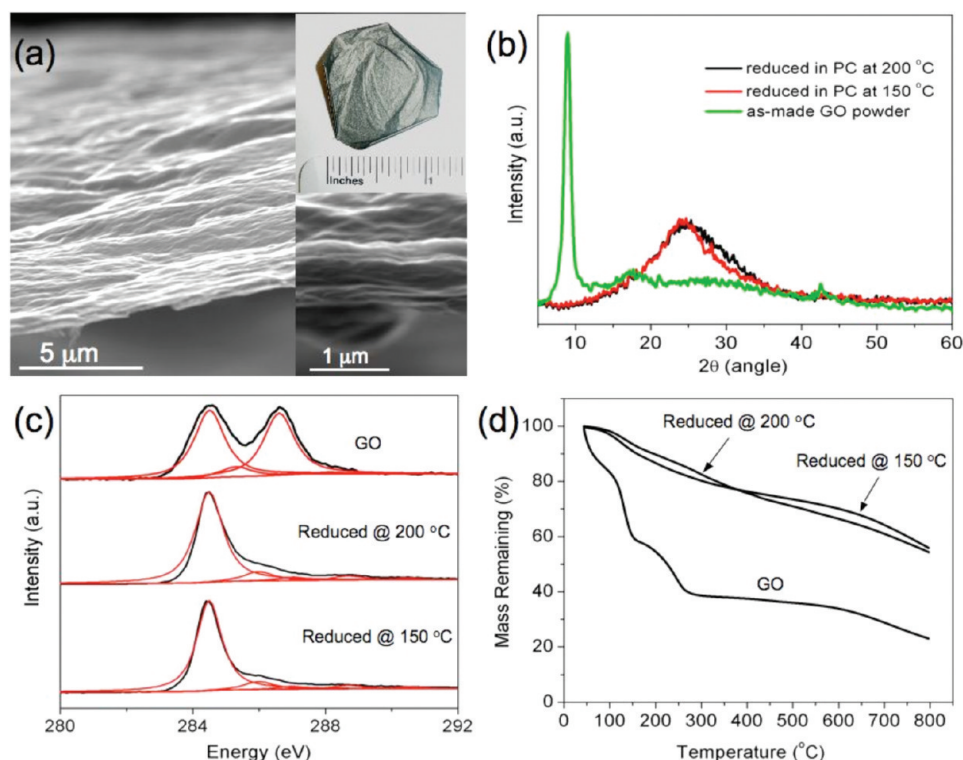 (a)
Inches
1
5 μm
1 μm
(b)
reduced in PC at 200 °C
reduced in PC at 150 °C
as-made GO powder
Intensity (a.u.)
10 20 30 40 50 60
2θ (angle)
(c)
GO
Reduced @ 200 °C
Reduced @ 150 °C
Intensity (a.u.)
280 284 288 292
Energy (eV)
(d)
100
80
60
40
20
0
Reduced @ 200 °C
Reduced @ 150 °C
GO
Mass Remaining (%)
0 100 200 300 400 500 600 700 800
Temperature (°C)